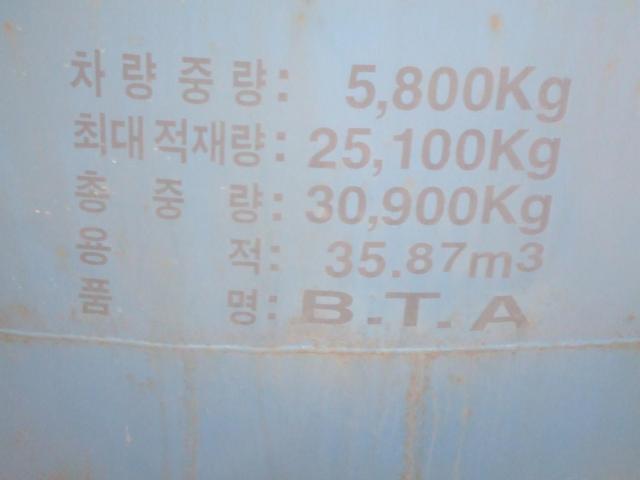 차량중량: 5,800Kg
최대적재량: 25,100Kg
총중량: 30,900Kg
용적: 35.87m3
품명: B.T.A